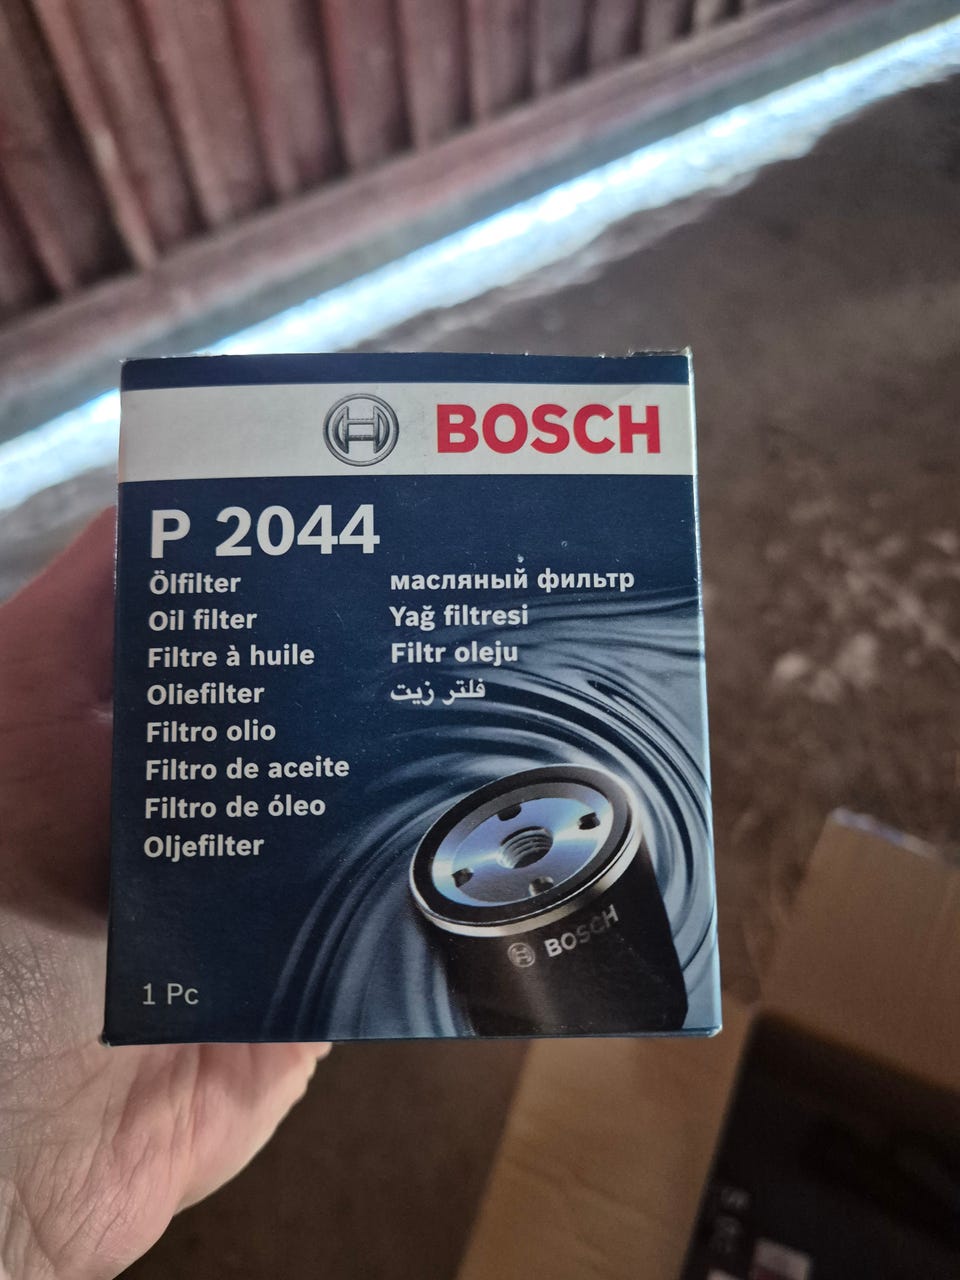 BOSCH
P 2044
Ölfilter
Oil filter
Filtre à huile
Oliefilter
Filtro olio
Filtro de aceite
Filtro de óleo
Oljefilter
масляный фильтр
Yağ filtresi
Filtr oleju
فلتر زيت
BOSCH
1 Pc